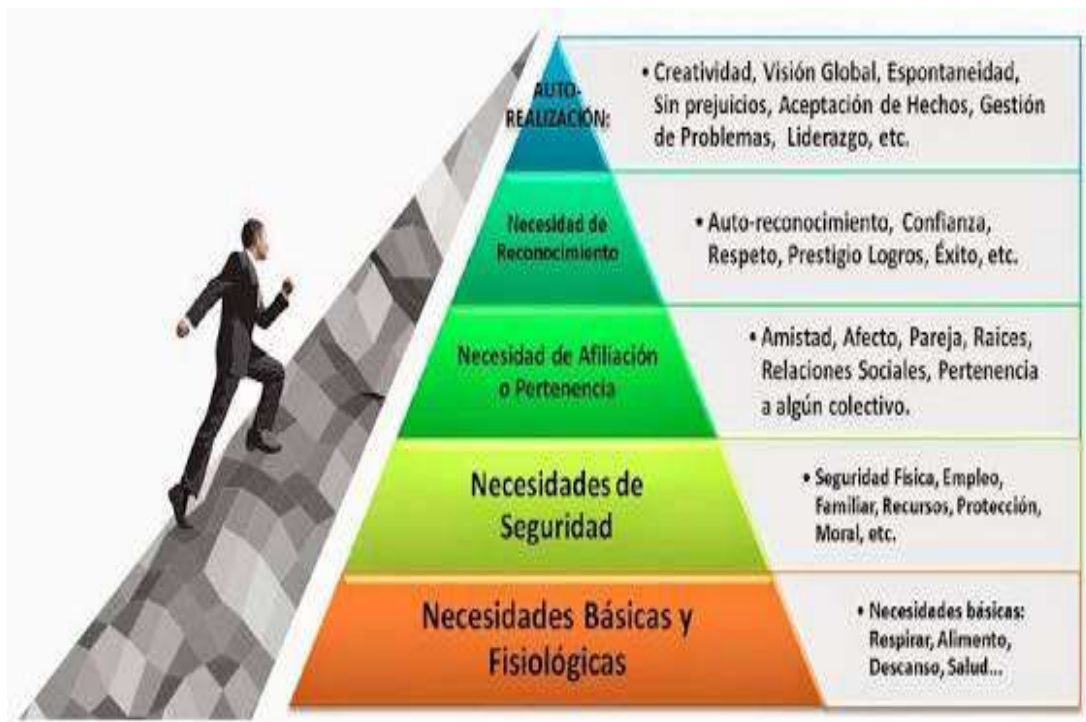 AUTO-
REALIZACIÓN:
• Creatividad, Visión Global, Espontaneidad,
Sin prejuicios, Aceptación de Hechos, Gestión
de Problemas, Liderazgo, etc.
Necesidad de
Reconocimiento
• Auto-reconocimiento, Confianza,
Respeto, Prestigio Logros, Éxito, etc.
Necesidad de Afiliación
o Pertenencia
• Amistad, Afecto, Pareja, Raices,
Relaciones Sociales, Pertenencia
a algún colectivo.
Necesidades de
Seguridad
• Seguridad Física, Empleo,
Familiar, Recursos, Protección,
Moral, etc.
Necesidades Básicas y
Fisiológicas
• Necesidades básicas:
Respirar, Alimento,
Descanso, Salud...